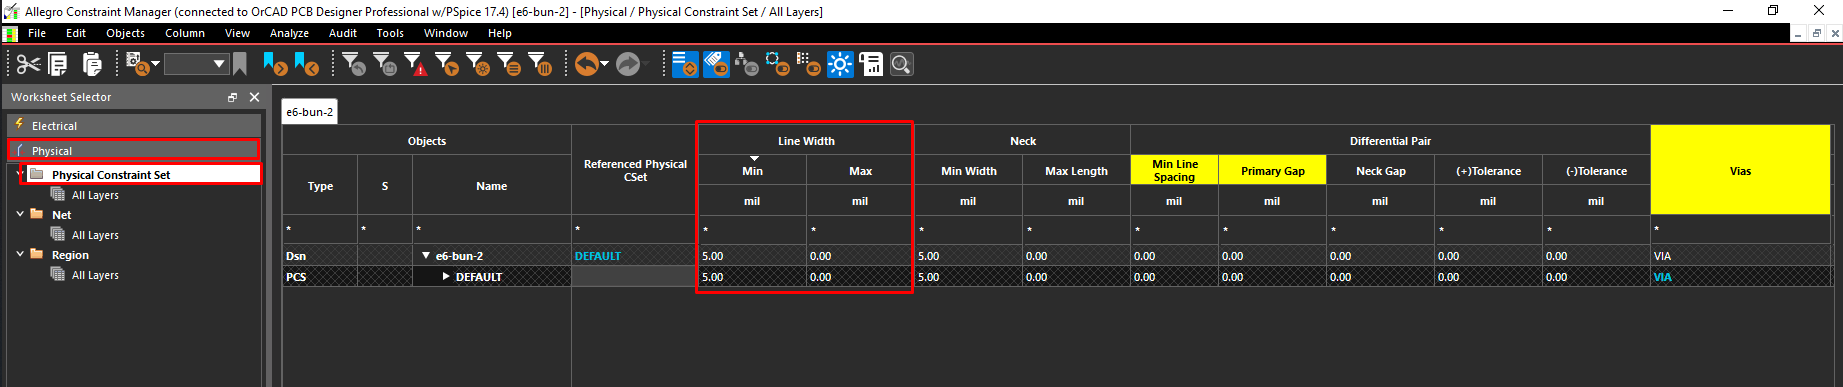 Allegro Constraint Manager (connected to OrCAD PCB Designer Professional w/PSpice 17.4) [e6-bun-2] - [Physical / Physical Constraint Set / All Layers]
File Edit Objects Column View Analyze Audit Tools Window Help
Worksheet Selector
Electrical
Physical
Physical Constraint Set
All Layers
Net
All Layers
Region
All Layers
e6-bun-2
Objects Referenced Physical CSet Line Width Neck Differential Pair Vias
Type S Name Min Max Min Width Max Length Min Line Spacing Primary Gap Neck Gap (+)Tolerance (-)Tolerance
mil mil mil mil mil mil mil mil mil
* * * * * * * * * * * * * *
Dsn e6-bun-2 DEFAULT 5.00 0.00 5.00 0.00 0.00 0.00 0.00 0.00 0.00 VIA
PCS DEFAULT 5.00 0.00 5.00 0.00 0.00 0.00 0.00 0.00 0.00 VIA